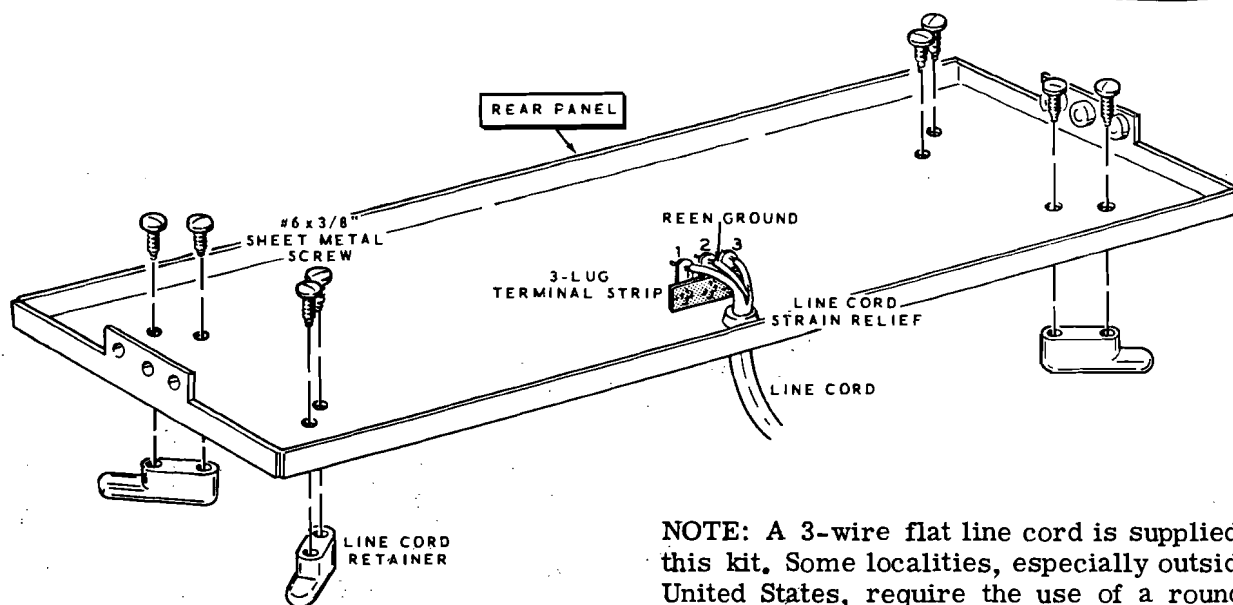 REAR PANEL
#6 x 3/8"
SHEET METAL
SCREW
REEN GROUND
1 2 3
3-LUG
TERMINAL STRIP
LINE CORD
STRAIN RELIEF
LINE CORD
LINE CORD
RETAINER
NOTE: A 3-wire flat line cord is supplied
this kit. Some localities, especially outsid
United States, require the use of a round